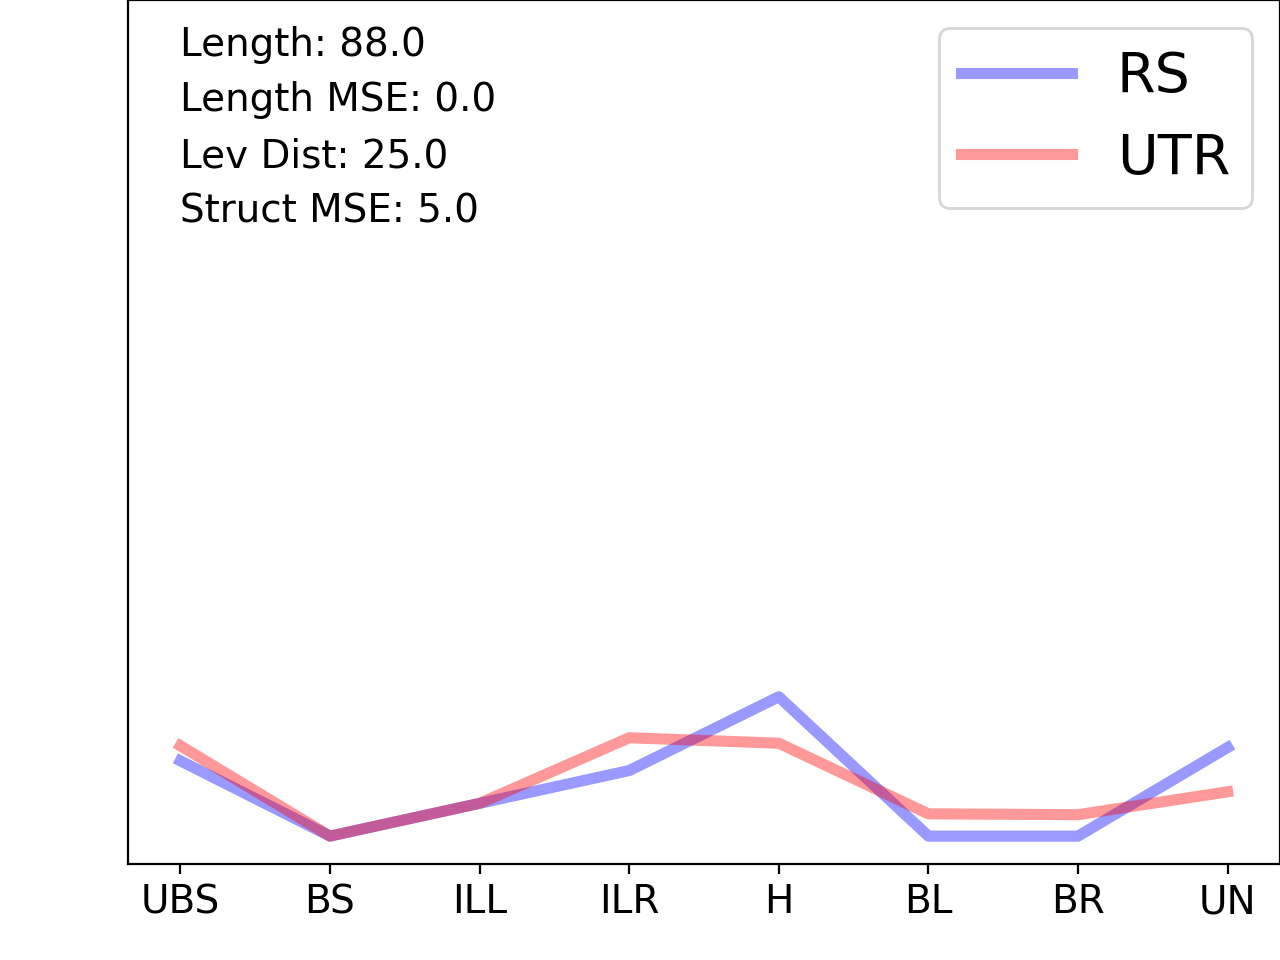 Length: 88.0
Length MSE: 0.0
Lev Dist: 25.0
Struct MSE: 5.0
RS
UTR
UBS BS ILL ILR H BL BR UN